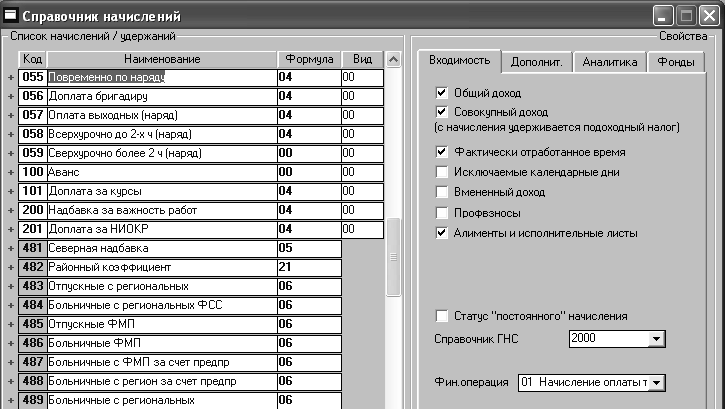 Справочник начислений
Список начислений / удержаний
Код Наименование Формула Вид
055 Повременно по наряду 04 00
056 Доплата бригадиру 04 00
057 Оплата выходных (наряд) 04 00
058 Всерхурочно до 2-х ч (наряд) 04 00
059 Сверхурочно более 2 ч (наряд) 00 00
100 Аванс 00 00
101 Доплата за курсы 04 00
200 Надбавка за важность работ 04 00
201 Доплата за НИОКР 04 00
481 Северная надбавка 05
482 Районный коэффициент 21
483 Отпускные с региональных 06
484 Больничные с региональных ФСС 06
485 Отпускные ФМП 06
486 Больничные ФМП 06
487 Больничные с ФМП за счет предпр 06
488 Больничные с регион за счет предпр 06
489 Больничные с региональных 06
Свойства
Входимость Дополнит. Аналитика Фонды
Общий доход
Совокупный доход
(с начисления удерживается подоходный налог)
Фактически отработанное время
Исключаемые календарные дни
Вмененный доход
Профвзносы
Алименты и исполнительные листы
Статус "постоянного" начисления
Справочник ГНС 2000
Фин.операция 01 Начисление оплаты т